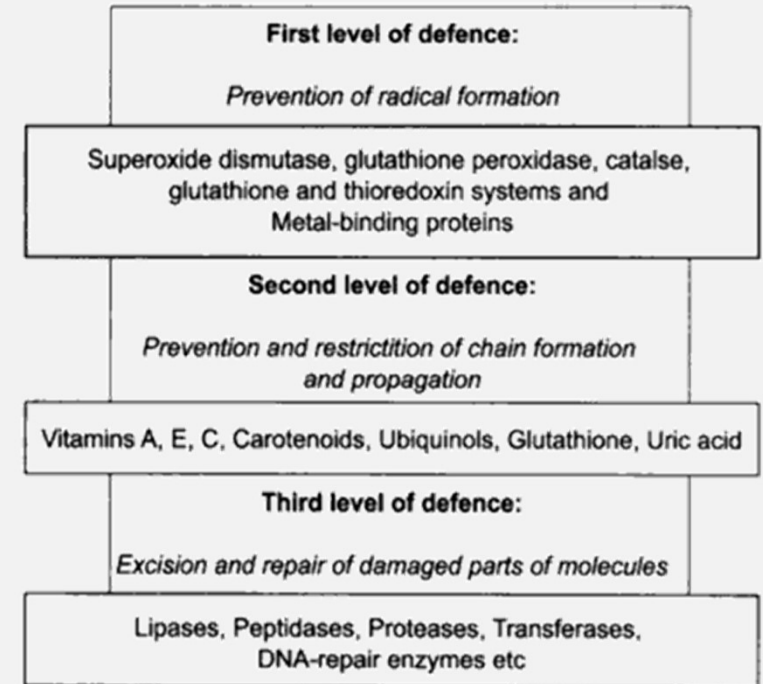 First level of defence:
Prevention of radical formation
Superoxide dismutase, glutathione peroxidase, catalse,
glutathione and thioredoxin systems and
Metal-binding proteins
Second level of defence:
Prevention and restrictition of chain formation
and propagation
Vitamins A, E, C, Carotenoids, Ubiquinols, Glutathione, Uric acid
Third level of defence:
Excision and repair of damaged parts of molecules
Lipases, Peptidases, Proteases, Transferases,
DNA-repair enzymes etc